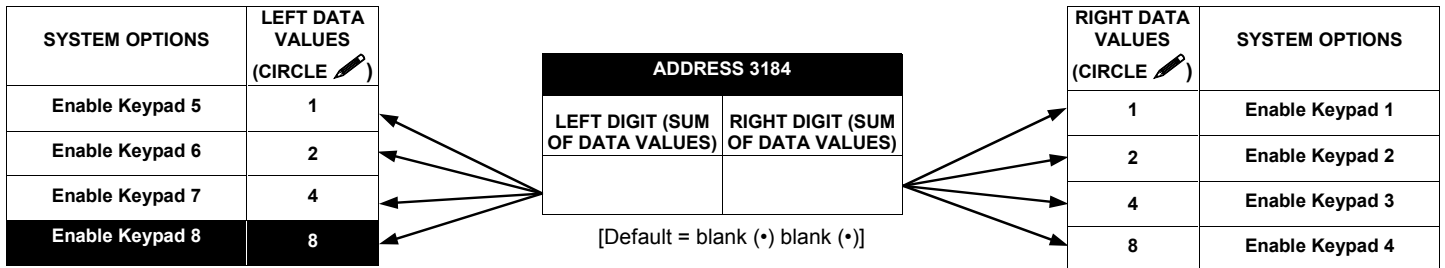 SYSTEM OPTIONS
LEFT DATA
VALUES
(CIRCLE ✎)
Enable Keypad 5 1
Enable Keypad 6 2
Enable Keypad 7 4
Enable Keypad 8 8
ADDRESS 3184
LEFT DIGIT (SUM
OF DATA VALUES)
RIGHT DIGIT (SUM
OF DATA VALUES)
[Default = blank (•) blank (•)]
RIGHT DATA
VALUES
(CIRCLE ✎)
SYSTEM OPTIONS
1 Enable Keypad 1
2 Enable Keypad 2
4 Enable Keypad 3
8 Enable Keypad 4